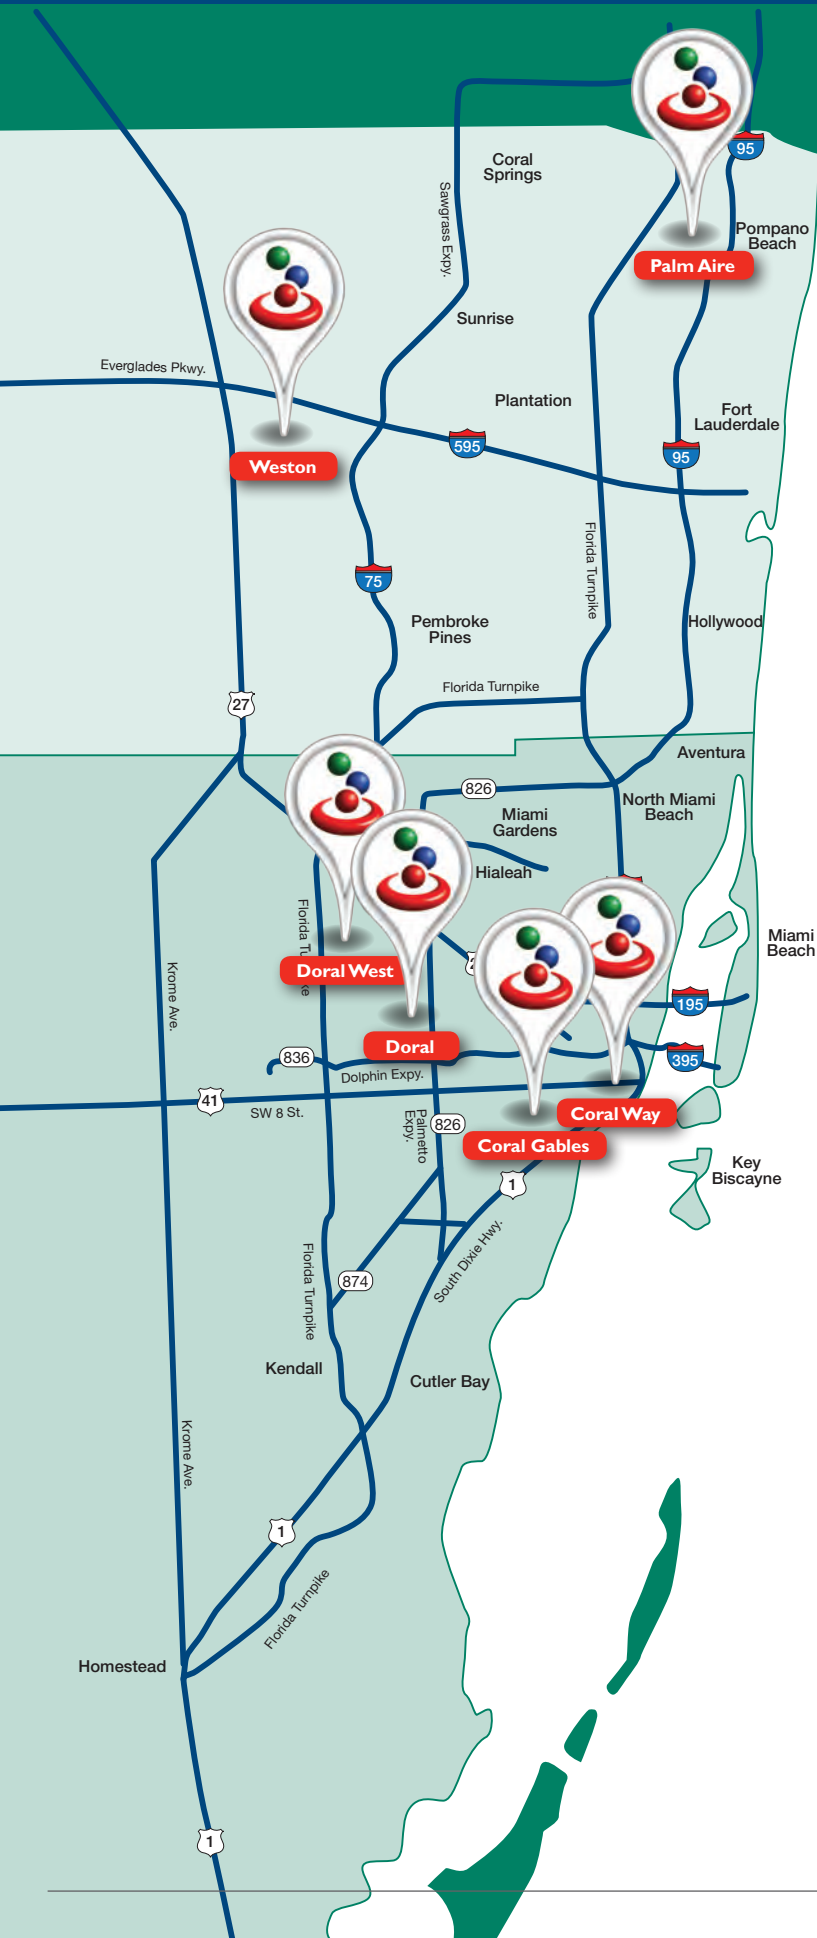 95
Coral
Springs
Sawgrass Expy.
Pompano
Beach
Palm Aire
Sunrise
Everglades Pkwy.
Plantation
Fort
Lauderdale
595
95
Weston
Florida Turnpike
75
Pembroke
Pines
Hollywood
Florida Turnpike
27
Aventura
826
North Miami
Beach
Miami
Gardens
Hialeah
Florida Tu
ke
Miami
Beach
Krome Ave.
Doral West
195
Doral
836
395
Dolphin Expy.
41
SW 8 St.
Coral Way
Palmetto
Expy.
826
Coral Gables
Key
Biscayne
1
South Dixie Hwy.
Florida Turnpike
874
Kendall
Cutler Bay
Krome Ave.
1
Florida Turnpike
Homestead
1